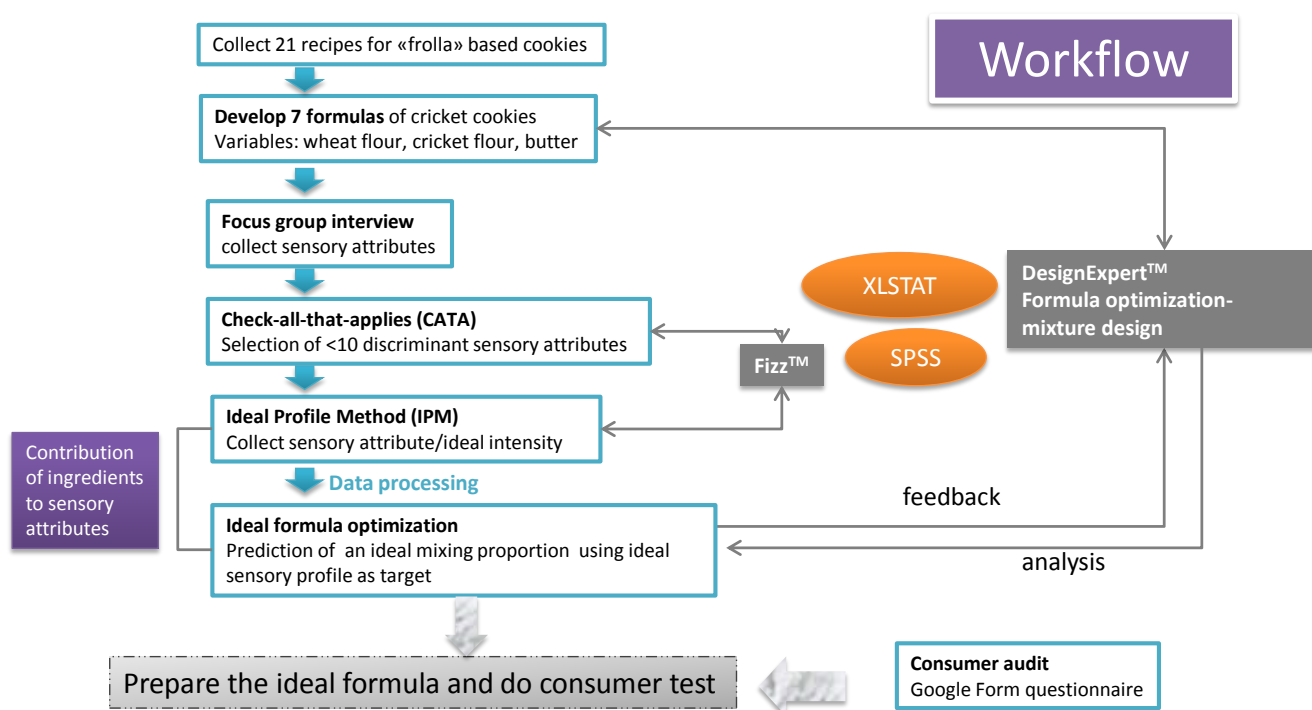 Workflow
Collect 21 recipes for «frolla» based cookies
Develop 7 formulas of cricket cookies
Variables: wheat flour, cricket flour, butter
Focus group interview
collect sensory attributes
Check-all-that-applies (CATA)
Selection of <10 discriminant sensory attributes
Ideal Profile Method (IPM)
Collect sensory attribute/ideal intensity
Data processing
Ideal formula optimization
Prediction of  an ideal mixing proportion  using ideal
sensory profile as target
Contribution
of ingredients
to sensory
attributes
XLSTAT
SPSS
Fizz™
DesignExpert™
Formula optimization-
mixture design
feedback
analysis
Prepare the ideal formula and do consumer test
Consumer audit
Google Form questionnaire